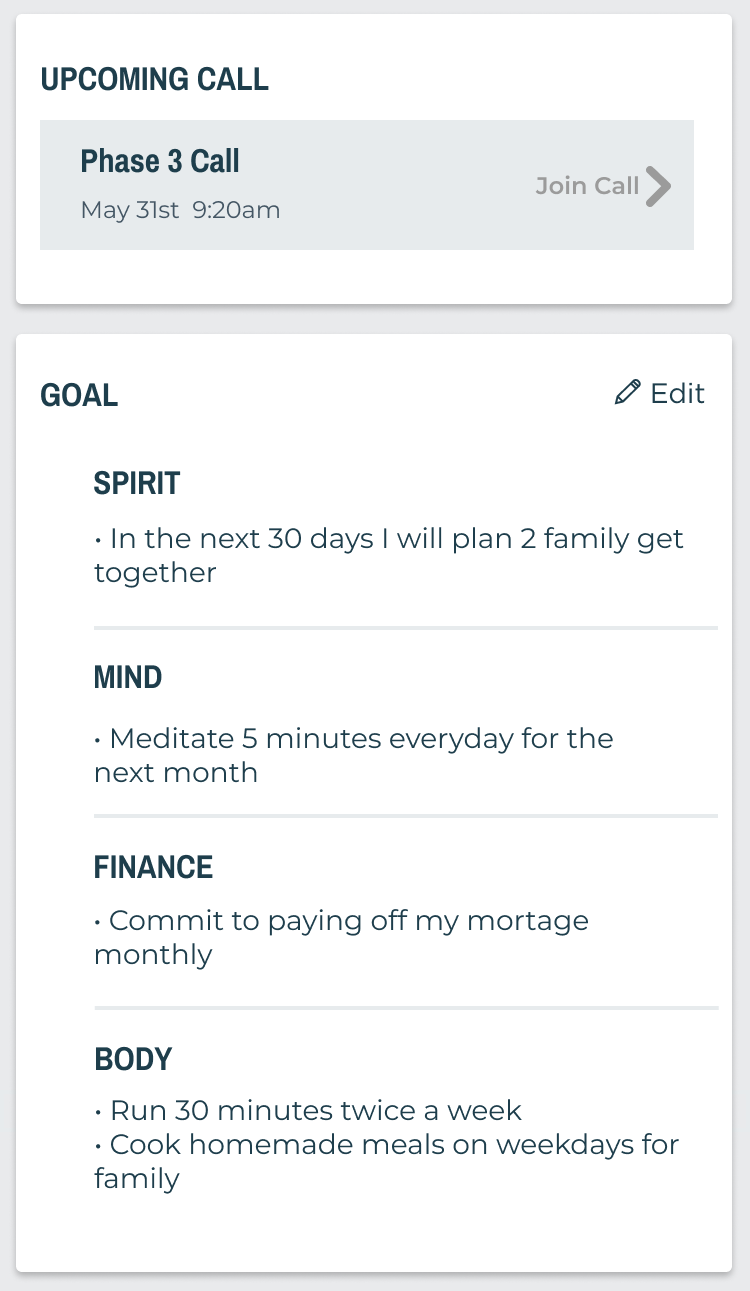 UPCOMING CALL
Phase 3 Call
Join Call
May 31st  9:20am
GOAL
Edit
SPIRIT
• In the next 30 days I will plan 2 family get
together
MIND
• Meditate 5 minutes everyday for the
next month
FINANCE
• Commit to paying off my mortage
monthly
BODY
• Run 30 minutes twice a week
• Cook homemade meals on weekdays for
family